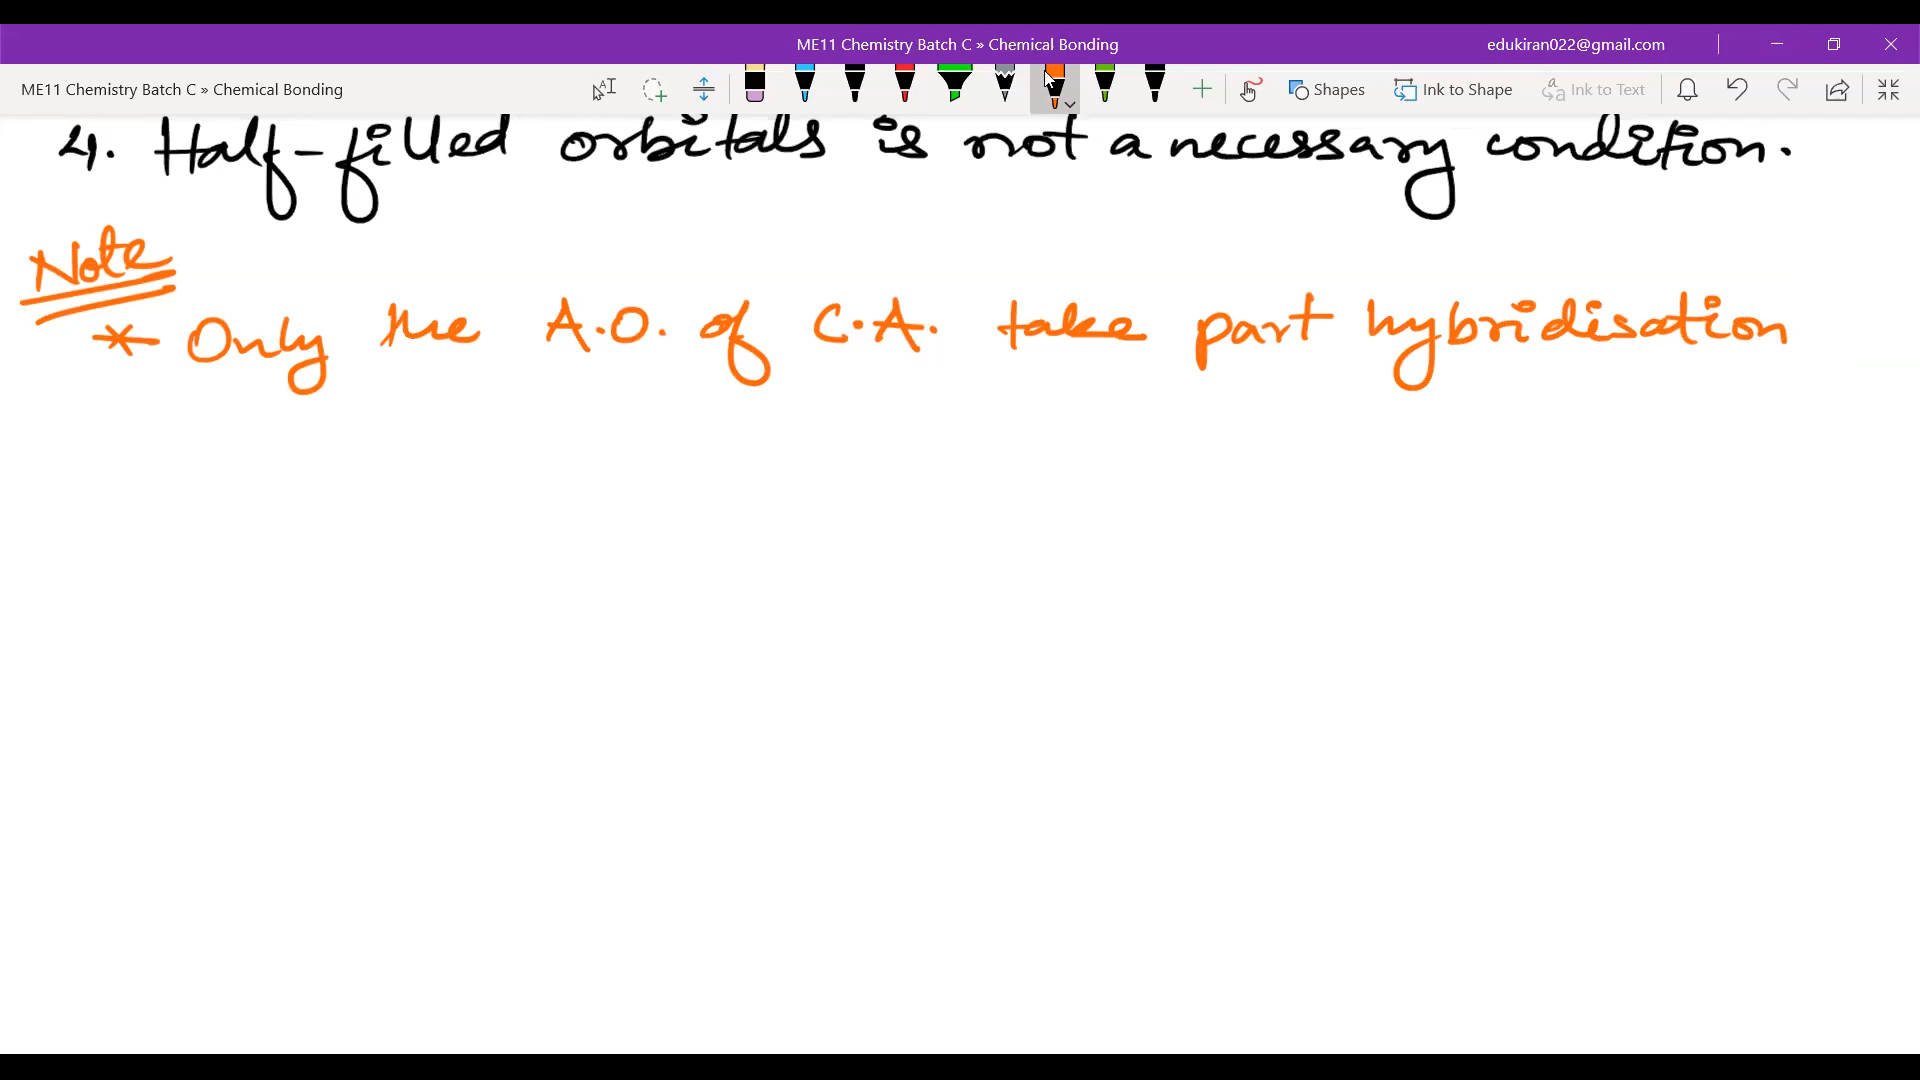 ME11 Chemistry Batch C » Chemical Bonding
edukiran022@gmail.com
ME11 Chemistry Batch C » Chemical Bonding
Shapes
Ink to Shape
Ink to Text
4. Half-filled orbitals is not a necessary condition.
Note
* Only the A.O. of C.A. take part hybridisation